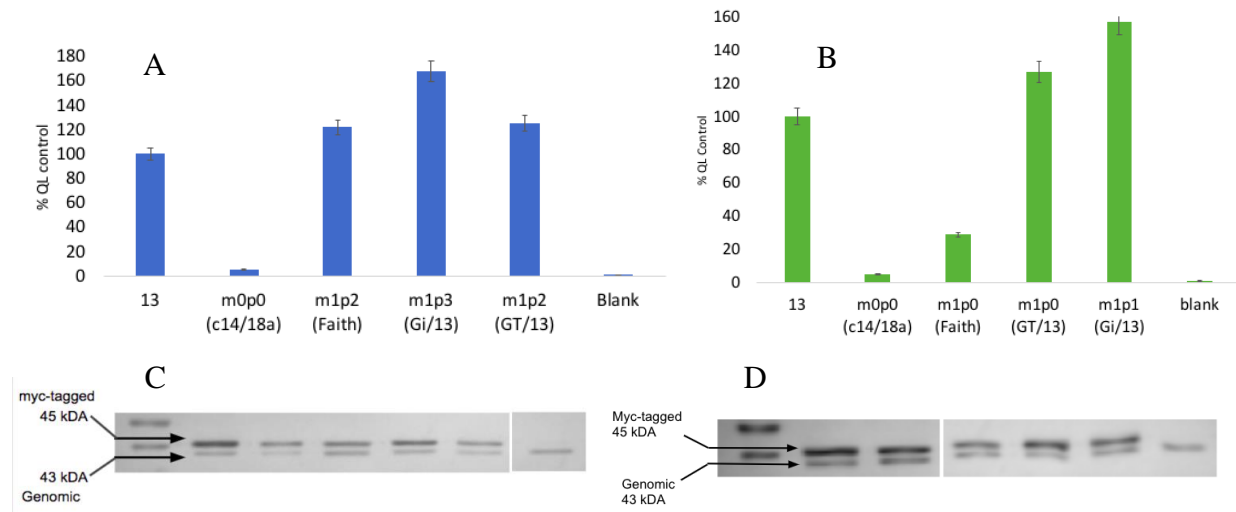 A
% QL control
180
160
140
120
100
80
60
40
20
0
13
m0p0
(c14/18a)
m1p2
(Faith)
m1p3
(Gi/13)
m1p2
(GT/13)
Blank
B
% QL Control
160
140
120
100
80
60
40
20
0
13
m0p0
(c14/18a)
m1p0
(Faith)
m1p0
(GT/13)
m1p1
(Gi/13)
blank
C
myc-tagged
45 kDA
43 kDA
Genomic
D
Myc-tagged
45 kDA
Genomic
43 kDA